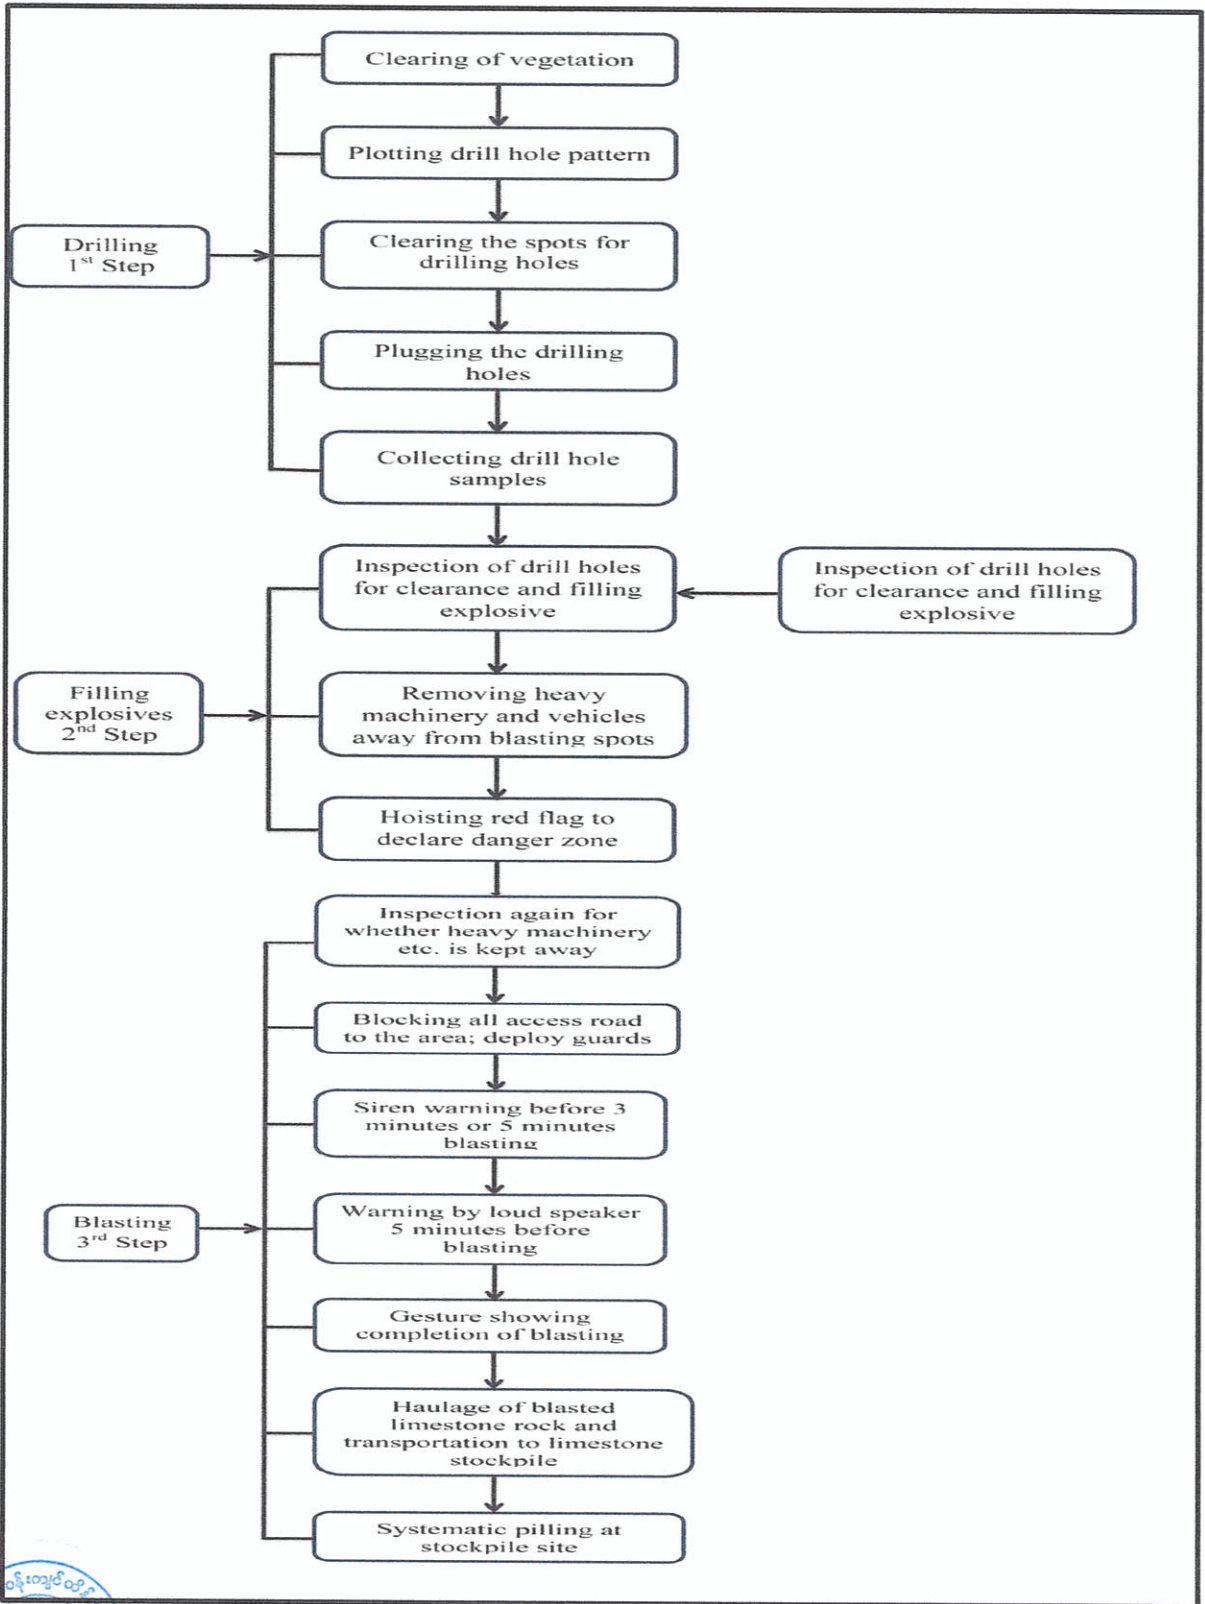 Clearing of vegetation
Plotting drill hole pattern
Drilling
1st Step
Clearing the spots for
drilling holes
Plugging the drilling
holes
Collecting drill hole
samples
Inspection of drill holes
for clearance and filling
explosive
Inspection of drill holes
for clearance and filling
explosive
Filling
explosives
2nd Step
Removing heavy
machinery and vehicles
away from blasting spots
Hoisting red flag to
declare danger zone
Inspection again for
whether heavy machinery
etc. is kept away
Blocking all access road
to the area; deploy guards
Siren warning before 3
minutes or 5 minutes
blasting
Blasting
3rd Step
Warning by loud speaker
5 minutes before
blasting
Gesture showing
completion of blasting
Haulage of blasted
limestone rock and
transportation to limestone
stockpile
Systematic pilling at
stockpile site